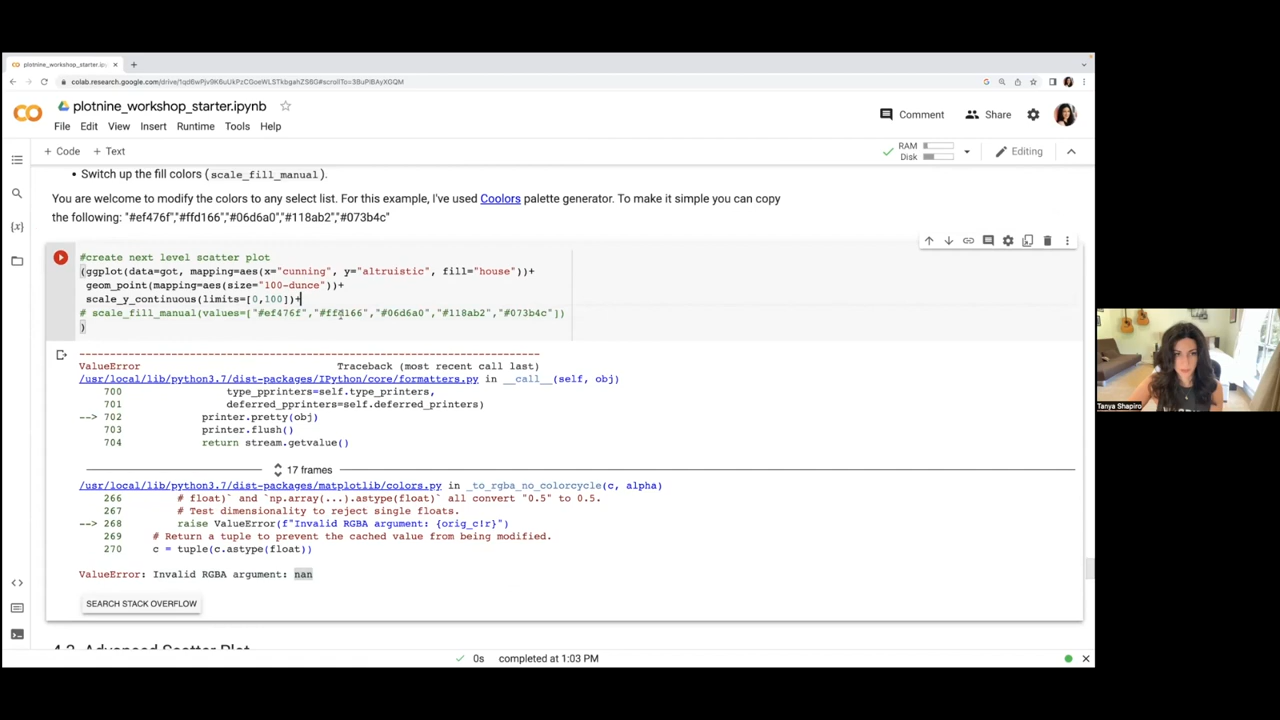 plotnine_workshop_starter.ipynb
colab.research.google.com/drive/1qd6wPjv9K6uUkPzCGoeWLSTkbgahZS6G#scrollTo=38uPlBAyXGQM
plotnine_workshop_starter.ipynb
Comment
Share
File Edit View Insert Runtime Tools Help
+ Code + Text
RAM
Disk
Editing
• Switch up the fill colors (scale_fill_manual).
You are welcome to modify the colors to any select list. For this example, I've used Coolors palette generator. To make it simple you can copy
the following: "#ef476f","#ffd166","#06d6a0","#118ab2","#073b4c"
#create next level scatter plot
(ggplot(data=got, mapping=aes(x="cunning", y="altruistic", fill="house"))+
geom_point(mapping=aes(size="100-dunce"))+
scale_y_continuous(limits=[0,100])+
# scale_fill_manual(values=["#ef476f","#ffd166","#06d6a0","#118ab2","#073b4c"])
)
---------------------------------------------------------------------------
ValueError Traceback (most recent call last)
/usr/local/lib/python3.7/dist-packages/IPython/core/formatters.py in __call__(self, obj)
700 type_pprinters=self.type_printers,
701 deferred_pprinters=self.deferred_printers)
--> 702 printer.pretty(obj)
703 printer.flush()
704 return stream.getvalue()
17 frames
/usr/local/lib/python3.7/dist-packages/matplotlib/colors.py in _to_rgba_no_colorcycle(c, alpha)
266 # float)` and `np.array(...).astype(float)` all convert "0.5" to 0.5.
267 # Test dimensionality to reject single floats.
--> 268 raise ValueError(f"Invalid RGBA argument: {orig_c!r}")
269 # Return a tuple to prevent the cached value from being modified.
270 c = tuple(c.astype(float))
ValueError: Invalid RGBA argument: nan
SEARCH STACK OVERFLOW
4.2 Advanced Scatter Plot
0s completed at 1:03 PM
Tanya Shapiro